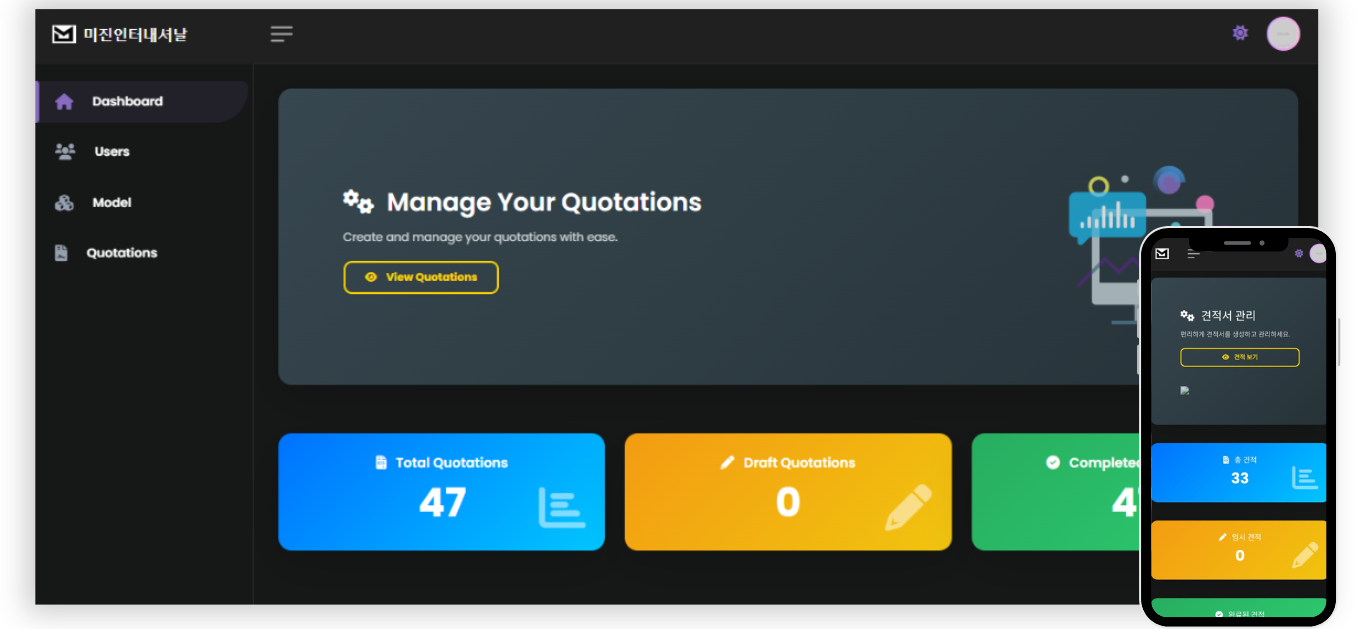 미진인터내셔날
Dashboard
Users
Model
Quotations
Manage Your Quotations
Create and manage your quotations with ease.
View Quotations
Total Quotations
47
Draft Quotations
0
Completed
견적서 관리
편리하게 견적서를 생성하고 관리하세요.
견적 보기
총 견적
33
임시 견적
0
완료된 견적